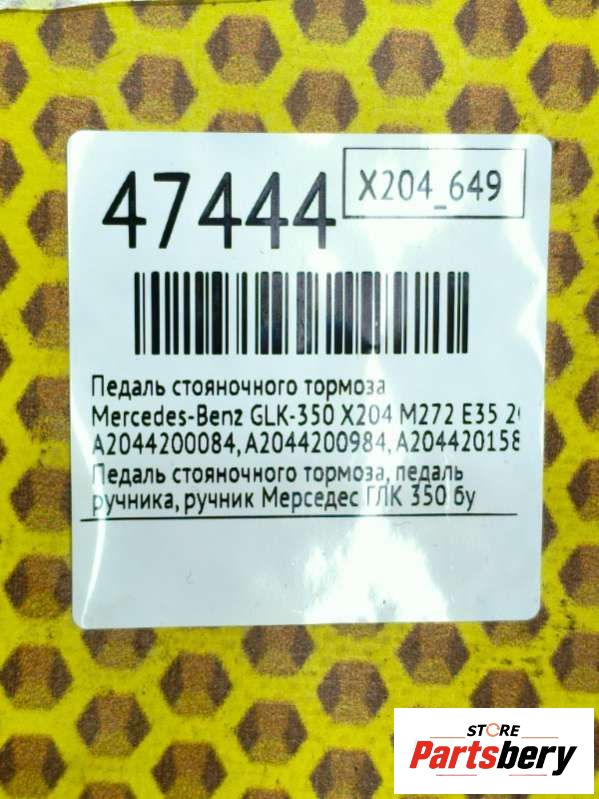 47444
X204_649
Педаль стояночного тормоза
Mercedes-Benz GLK-350 X204 M272 E35
A2044200084, A2044200984, A204420158
Педаль стояночного тормоза, педаль
ручника, ручник Мерседес ГЛК 350 бу
STORE
Partsbery